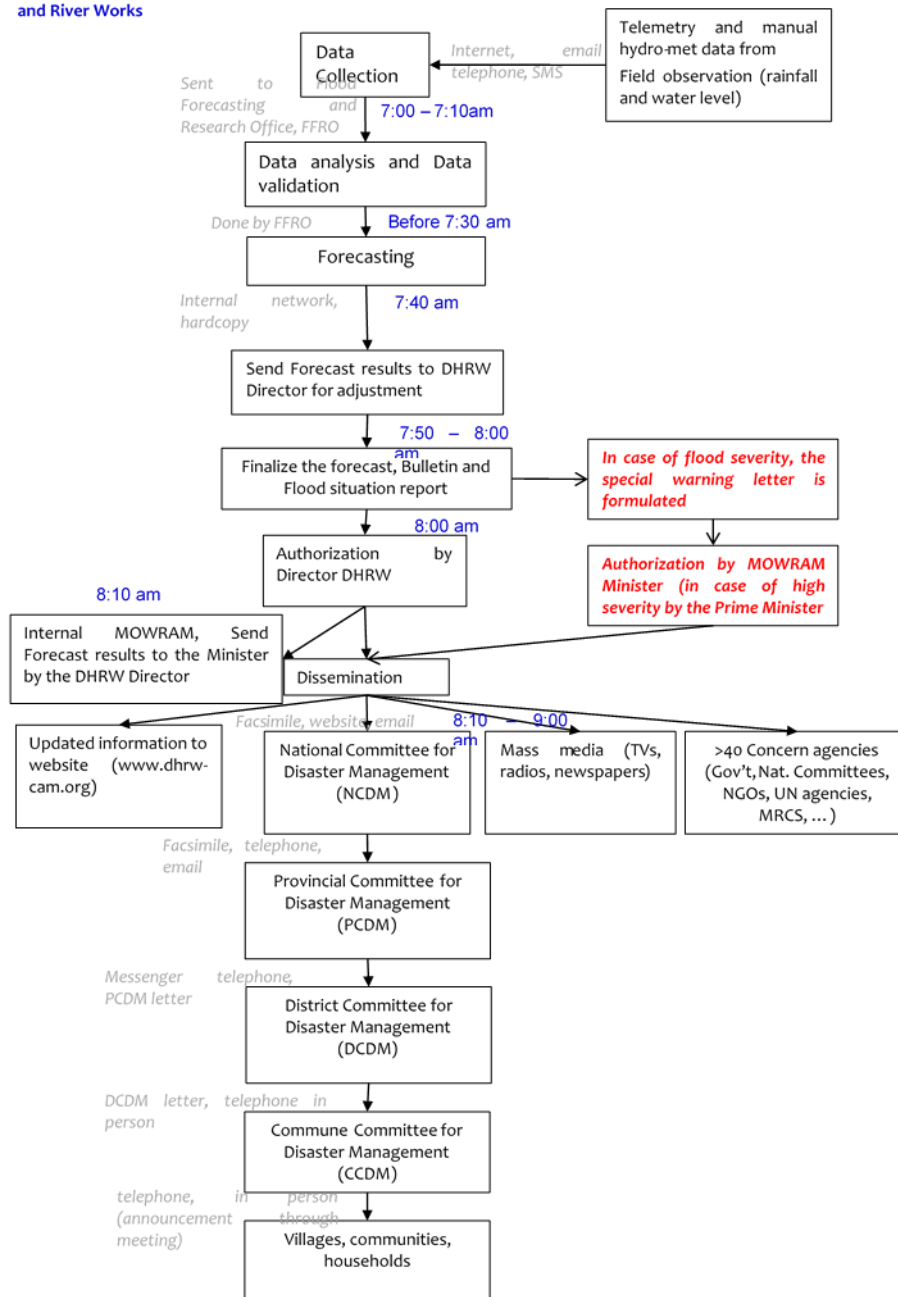 and River Works
Data
Collection
Internet, email
telephone, SMS
Telemetry and manual
hydro-met data from
Field observation (rainfall
and water level)
Sent to Flood
Forecasting and
Research Office, FFRO
7:00 – 7:10am
Data analysis and Data
validation
Done by FFRO
Before 7:30 am
Forecasting
Internal network,
hardcopy
7:40 am
Send Forecast results to DHRW
Director for adjustment
7:50 – 8:00
am
Finalize the forecast, Bulletin and
Flood situation report
In case of flood severity, the
special warning letter is
formulated
8:00 am
Authorization by
Director DHRW
Authorization by MOWRAM
Minister (in case of high
severity by the Prime Minister
8:10 am
Internal MOWRAM, Send
Forecast results to the Minister
by the DHRW Director
Dissemination
Facsimile, website, email
8:10 – 9:00
am
Updated information to
website (www.dhrw-
cam.org)
National Committee for
Disaster Management
(NCDM)
Mass media (TVs,
radios, newspapers)
>40 Concern agencies
(Gov't, Nat. Committees,
NGOs, UN agencies,
MRCS, ... )
Facsimile, telephone,
email
Provincial Committee for
Disaster Management
(PCDM)
Messenger telephone,
PCDM letter
District Committee for
Disaster Management
(DCDM)
DCDM letter, telephone in
person
Commune Committee for
Disaster Management
(CCDM)
telephone, in person
(announcement through
meeting)
Villages, communities,
households